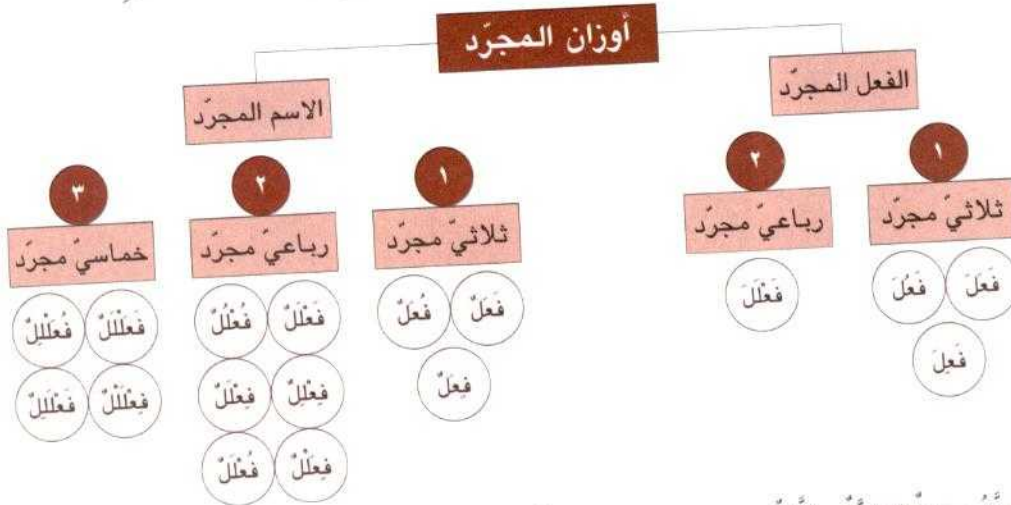 أوزان المجرّد
الفعل المجرّد
الاسم المجرّد
١
٢
١
٢
٣
ثلاثيّ مجرّد
رباعيّ مجرّد
ثلاثيّ مجرّد
رباعيّ مجرّد
خماسيّ مجرّد
فَعَلَ
فَعُلَ
فَعِلَ
فَعْلَلَ
فَعَلٌ
فُعَلٌ
فِعَلٌ
فَعْلَلٌ
فُعْلُلٌ
فِعْلِلٌ
فِعْلَلٌ
فِعَلْلٌ
فُعْلَلٌ
فَعَلْلَلٌ
فُعَلْلِلٌ
فِعْلَلْلٌ
فَعْلَلِلٌ